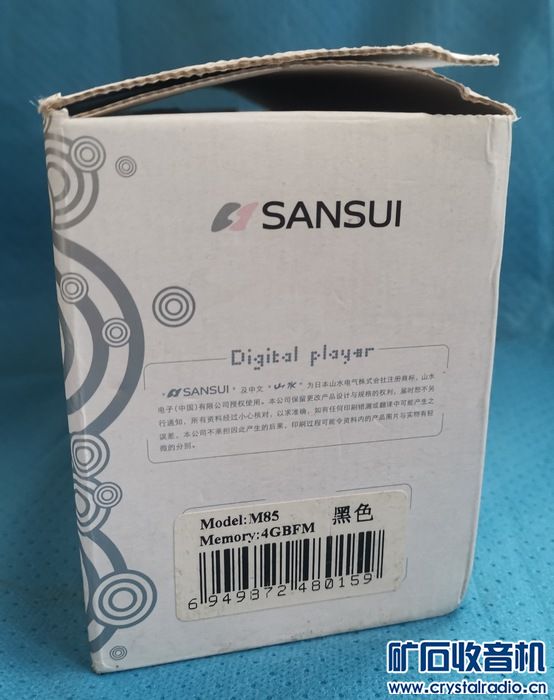 SANSUI
Digital player
SANSUI 及中文 山水 为日本山水电气株式会社注册商标，山水
电子(中国)有限公司授权使用。本公司保留更改产品设计与规格的权利，届时恕不另
行通知，所有资料经过小心核对，以求准确，如有任何印刷错漏或翻译中可能产生之
误差，本公司不承担因此产生的后果，印刷过程可能令资料内的产品图片与实物有轻
微的分别。
Model:M85 黑色
Memory:4GBFM
6 949872 480159
矿石收音机
www.crystalradio.cn